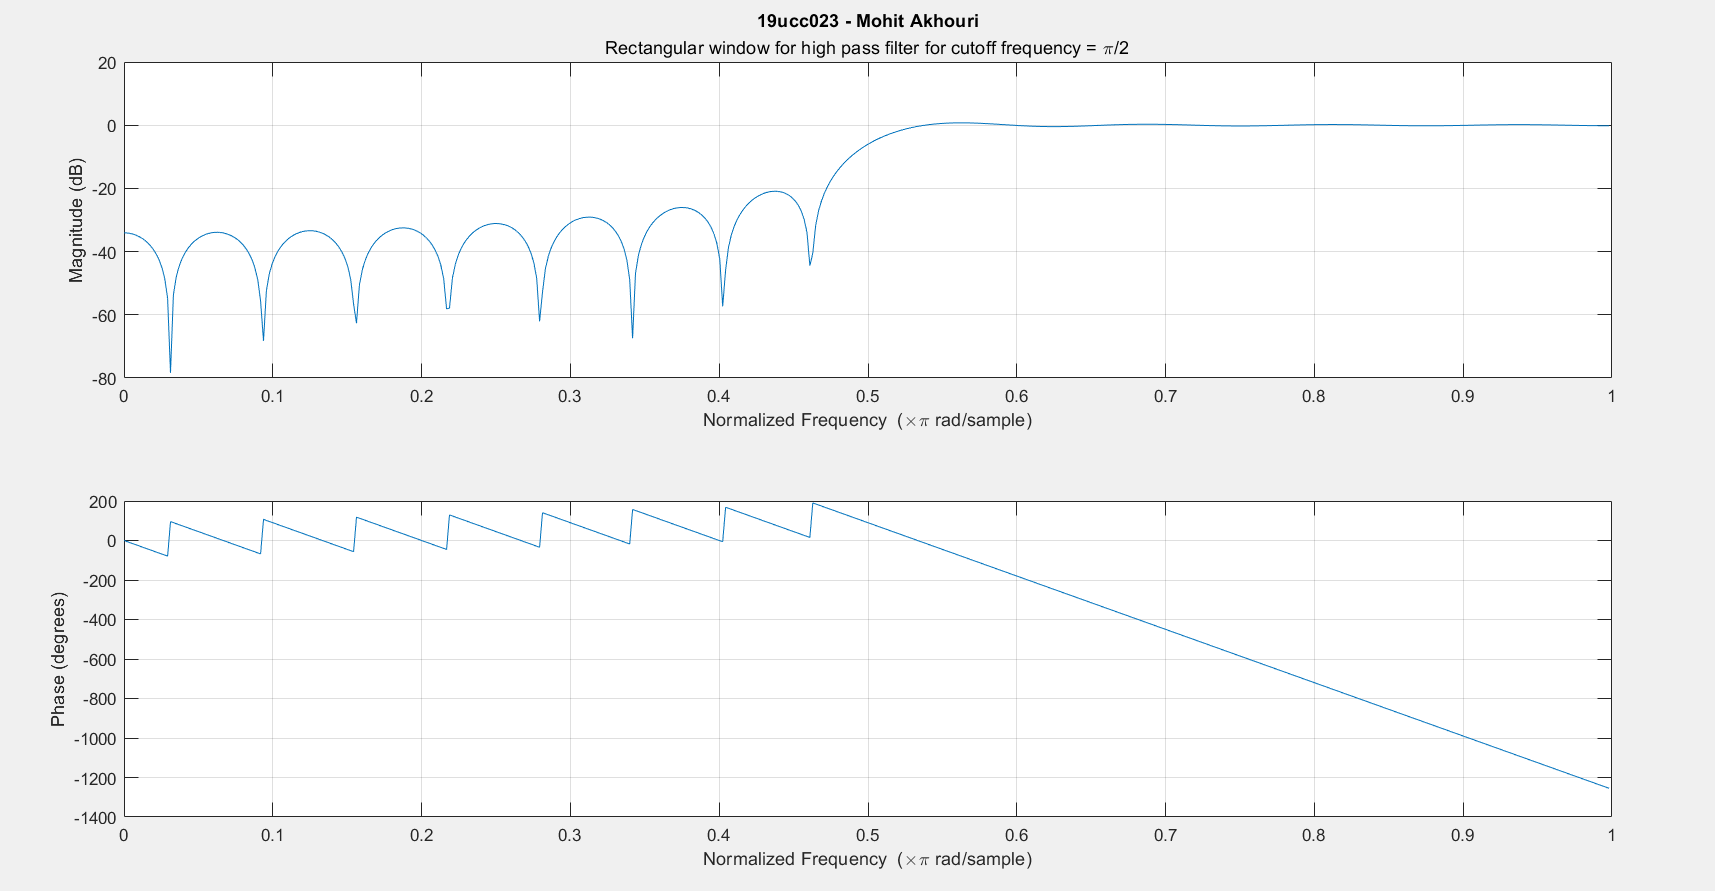 19ucc023 - Mohit Akhouri
Rectangular window for high pass filter for cutoff frequency = π/2
20
0
-20
-40
-60
-80
Magnitude (dB)
0 0.1 0.2 0.3 0.4 0.5 0.6 0.7 0.8 0.9 1
Normalized Frequency (×π rad/sample)
200
0
-200
-400
-600
-800
-1000
-1200
-1400
Phase (degrees)
0 0.1 0.2 0.3 0.4 0.5 0.6 0.7 0.8 0.9 1
Normalized Frequency (×π rad/sample)